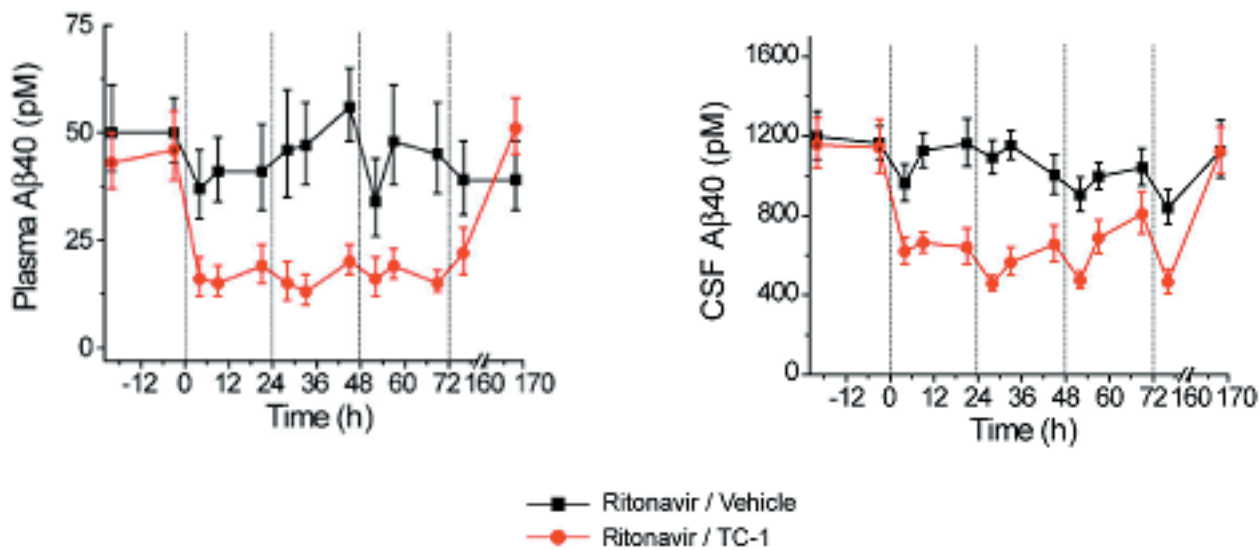 75
50
25
0
Plasma Aβ40 (pM)
-12 0 12 24 36 48 60 72 160 170
Time (h)
1600
1200
800
400
0
CSF Aβ40 (pM)
-12 0 12 24 36 48 60 72 160 170
Time (h)
Ritonavir / Vehicle
Ritonavir / TC-1